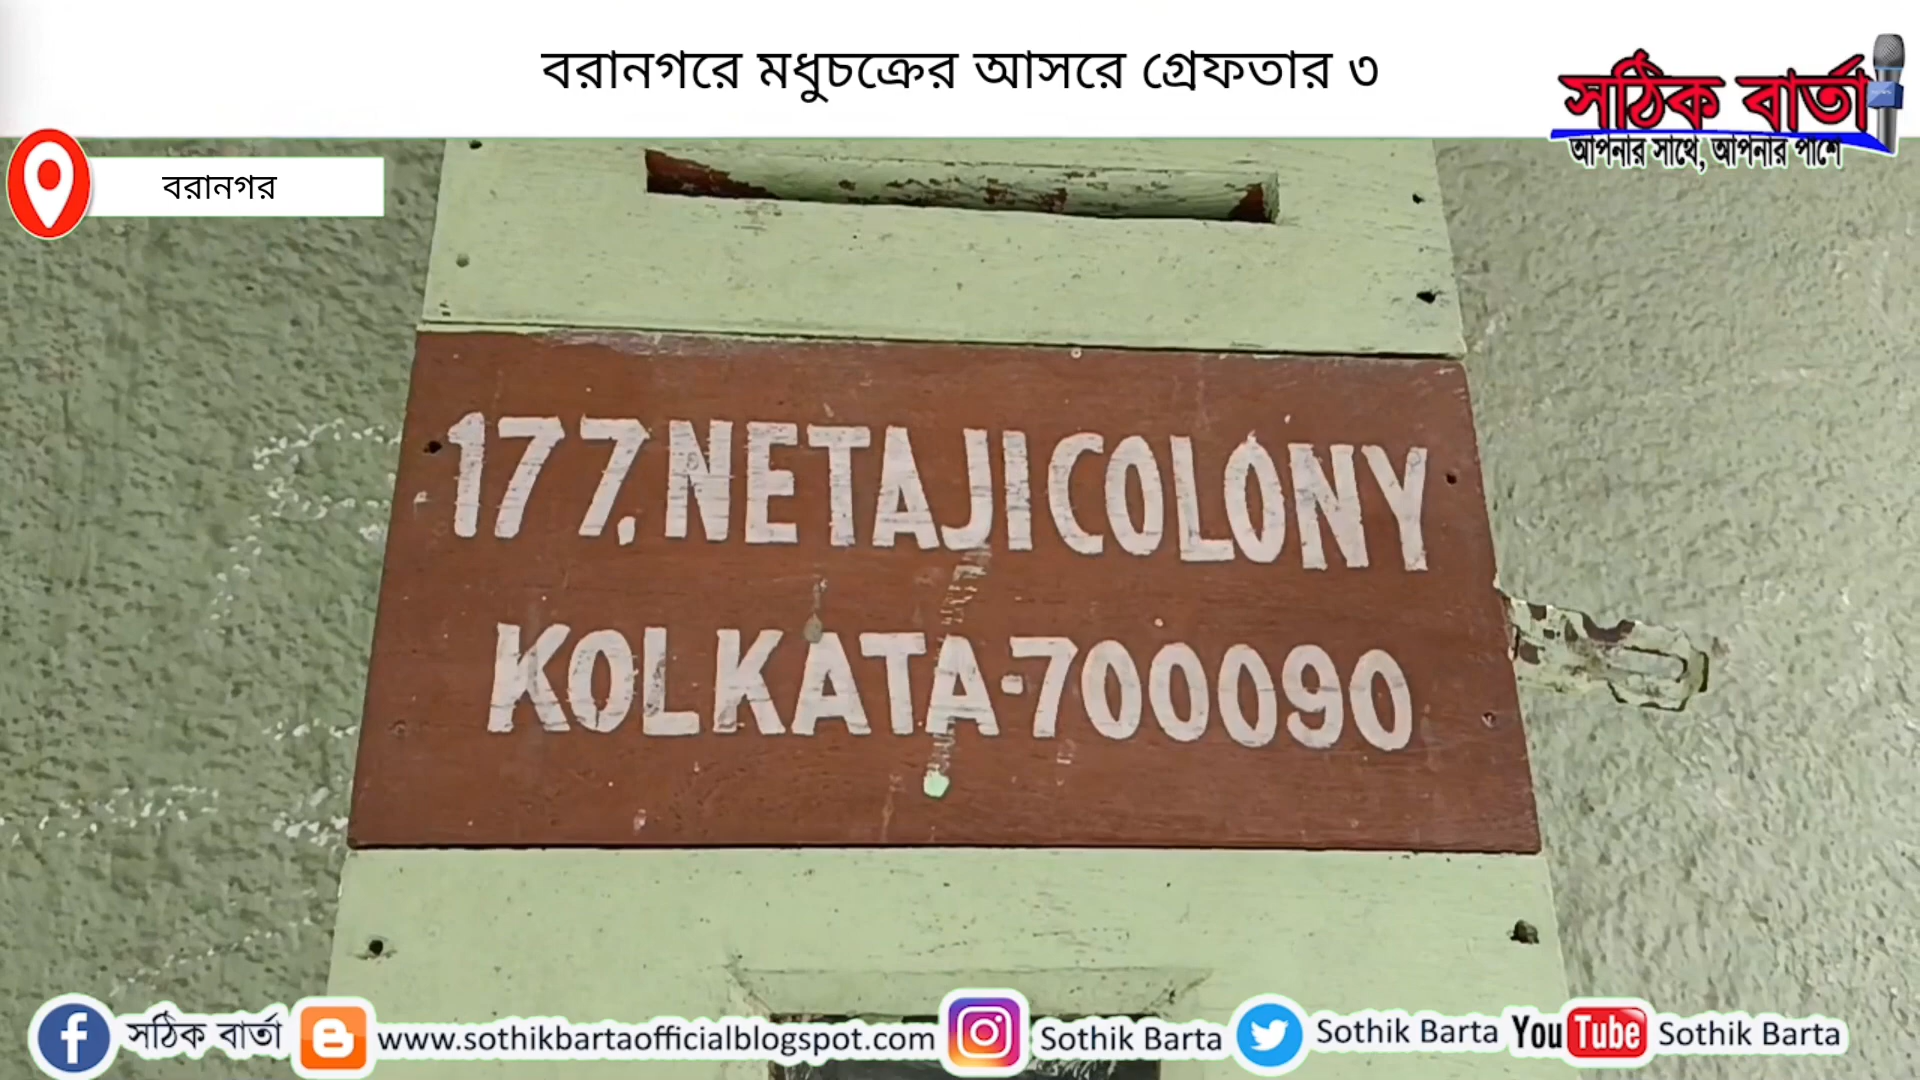 বরানগরে মধুচক্রের আসরে গ্রেফতার ৩
সঠিক বার্তা
আপনার সাথে, আপনার পাশে
বরানগর
177, NETAJI COLONY
KOLKATA-700090
সঠিক বার্তা
www.sothikbartaofficialblogspot.com
Sothik Barta
Sothik Barta
YouTube Sothik Barta